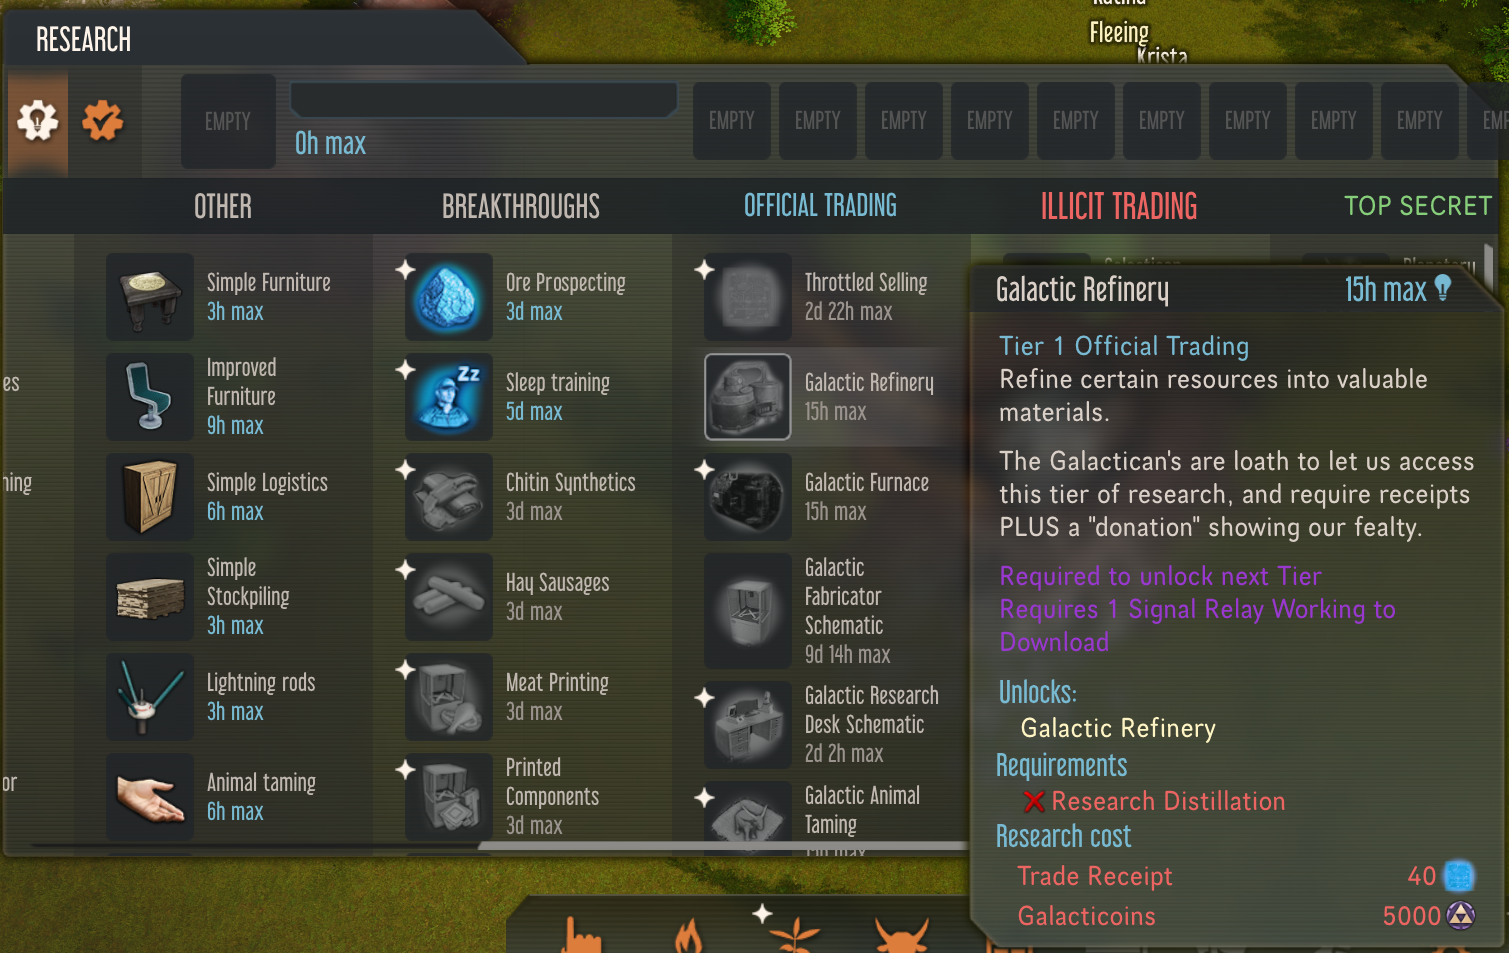 Fleeing
Krista
RESEARCH
EMPTY
0h max
EMPTY
EMPTY
EMPTY
EMPTY
EMPTY
EMPTY
EMPTY
EMPTY
EMPTY
OTHER
BREAKTHROUGHS
OFFICIAL TRADING
ILLICIT TRADING
TOP SECRET
Simple Furniture
3h max
Improved
Furniture
9h max
Simple Logistics
6h max
Simple
Stockpiling
3h max
Lightning rods
3h max
Animal taming
6h max
Ore Prospecting
3d max
Sleep training
5d max
Chitin Synthetics
3d max
Hay Sausages
3d max
Meat Printing
3d max
Printed
Components
3d max
Throttled Selling
2d 22h max
Galactic Refinery
15h max
Galactic Furnace
15h max
Galactic
Fabricator
Schematic
9d 14h max
Galactic Research
Desk Schematic
2d 2h max
Galactic Animal
Taming
Galactic Refinery
15h max
Tier 1 Official Trading
Refine certain resources into valuable
materials.
The Galactican's are loath to let us access
this tier of research, and require receipts
PLUS a "donation" showing our fealty.
Required to unlock next Tier
Requires 1 Signal Relay Working to
Download
Unlocks:
Galactic Refinery
Requirements
Research Distillation
Research cost
Trade Receipt 40
Galacticoins 5000